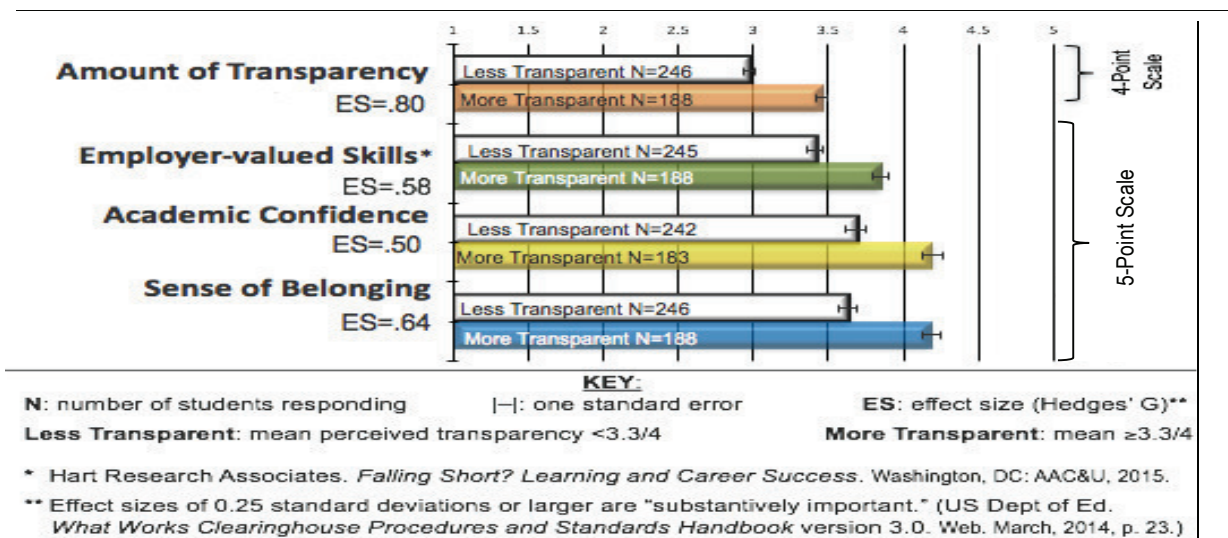 1 1.5 2 2.5 3 3.5 4 4.5 5
Amount of Transparency
ES=.80
Less Transparent N=246
More Transparent N=188
4-Point
Scale
Employer-valued Skills*
ES=.58
Less Transparent N=245
More Transparent N=188
Academic Confidence
ES=.50
Less Transparent N=242
More Transparent N=183
Sense of Belonging
ES=.64
Less Transparent N=246
More Transparent N=188
5-Point Scale
KEY:
N: number of students responding |–|: one standard error ES: effect size (Hedges' G)**
Less Transparent: mean perceived transparency <3.3/4 More Transparent: mean ≥3.3/4
* Hart Research Associates. Falling Short? Learning and Career Success. Washington, DC: AAC&U, 2015.
** Effect sizes of 0.25 standard deviations or larger are “substantively important.” (US Dept of Ed.
What Works Clearinghouse Procedures and Standards Handbook version 3.0. Web. March, 2014, p. 23.)